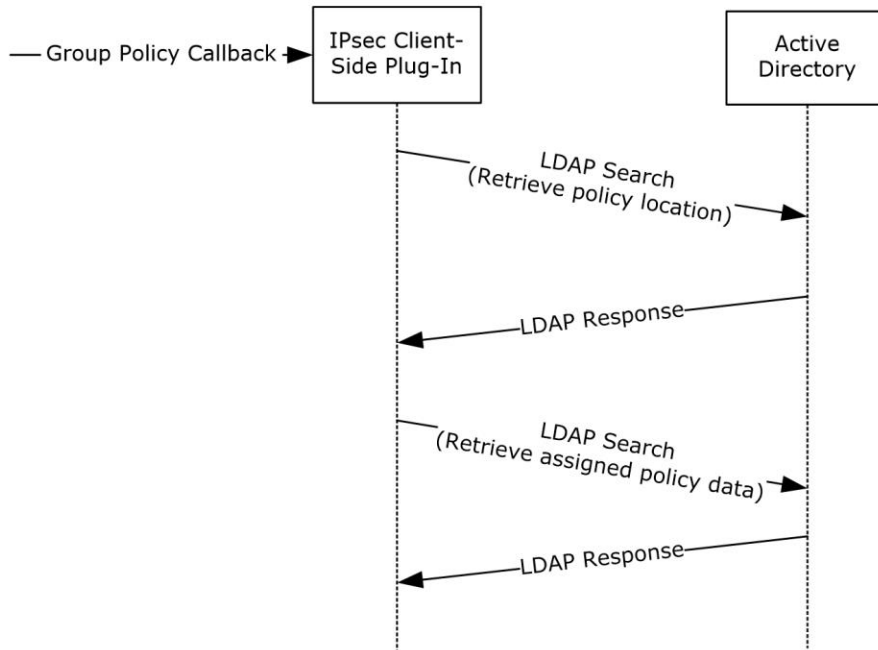 Group Policy Callback
IPsec Client-
Side Plug-In
Active
Directory
LDAP Search
(Retrieve policy location)
LDAP Response
LDAP Search
(Retrieve assigned policy data)
LDAP Response